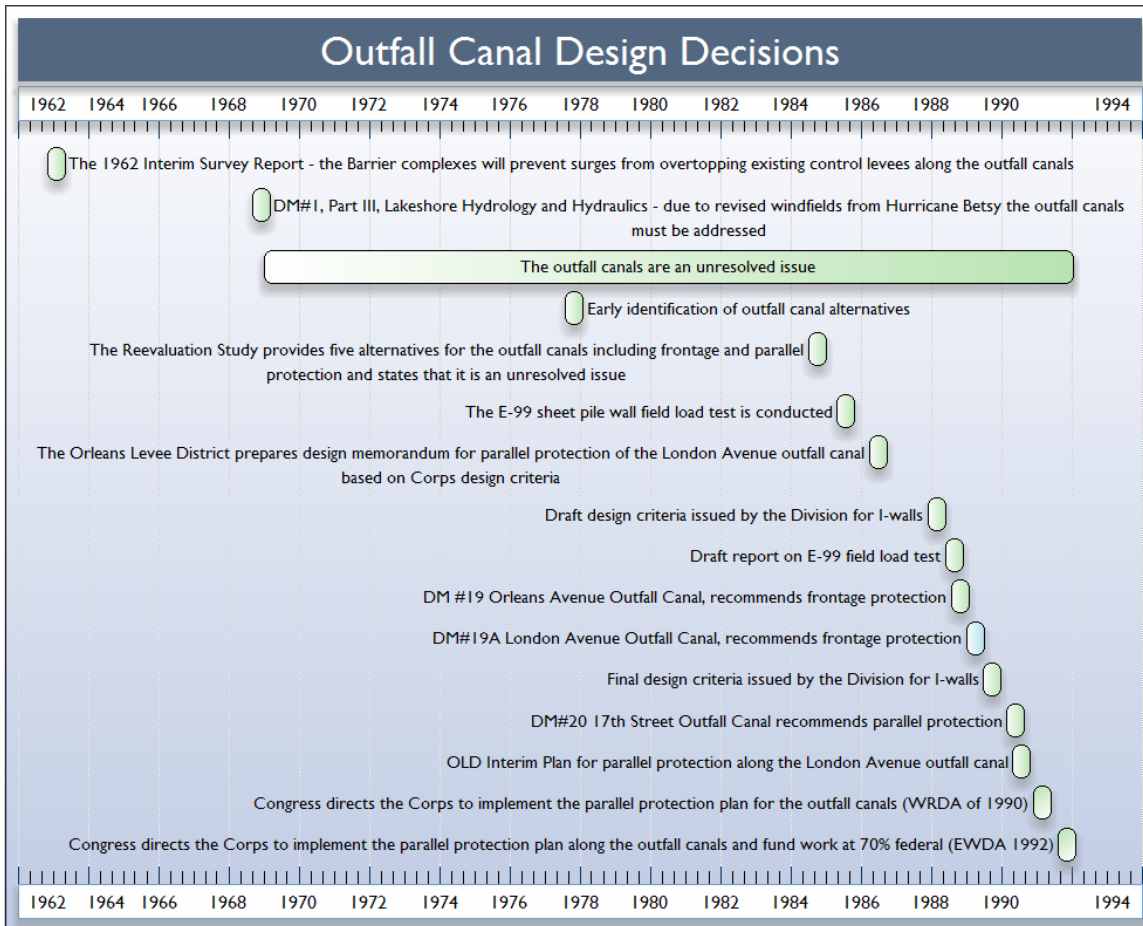 Outfall Canal Design Decisions
1962 1964 1966 1968 1970 1972 1974 1976 1978 1980 1982 1984 1986 1988 1990 1994
The 1962 Interim Survey Report - the Barrier complexes will prevent surges from overtopping existing control levees along the outfall canals
DM#1, Part III, Lakeshore Hydrology and Hydraulics - due to revised windfields from Hurricane Betsy the outfall canals
must be addressed
The outfall canals are an unresolved issue
Early identification of outfall canal alternatives
The Reevaluation Study provides five alternatives for the outfall canals including frontage and parallel
protection and states that it is an unresolved issue
The E-99 sheet pile wall field load test is conducted
The Orleans Levee District prepares design memorandum for parallel protection of the London Avenue outfall canal
based on Corps design criteria
Draft design criteria issued by the Division for I-walls
Draft report on E-99 field load test
DM #19 Orleans Avenue Outfall Canal, recommends frontage protection
DM#19A London Avenue Outfall Canal, recommends frontage protection
Final design criteria issued by the Division for I-walls
DM#20 17th Street Outfall Canal recommends parallel protection
OLD Interim Plan for parallel protection along the London Avenue outfall canal
Congress directs the Corps to implement the parallel protection plan for the outfall canals (WRDA of 1990)
Congress directs the Corps to implement the parallel protection plan along the outfall canals and fund work at 70% federal (EWDA 1992)
1962 1964 1966 1968 1970 1972 1974 1976 1978 1980 1982 1984 1986 1988 1990 1994